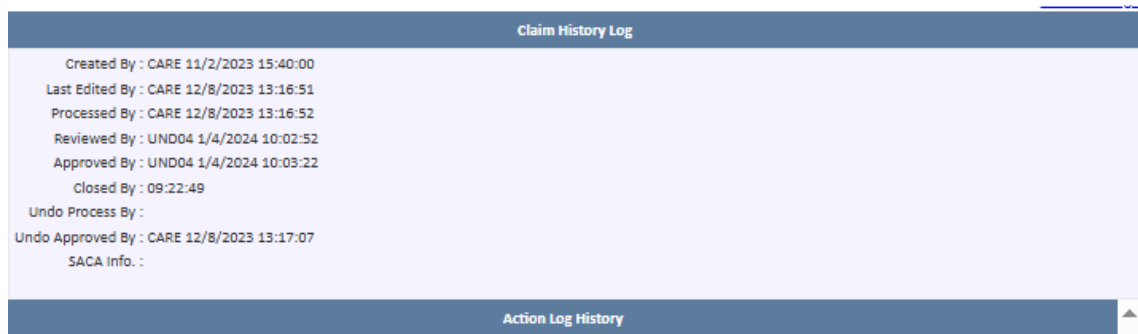 Claim History Log
Created By : CARE 11/2/2023 15:40:00
Last Edited By : CARE 12/8/2023 13:16:51
Processed By : CARE 12/8/2023 13:16:52
Reviewed By : UND04 1/4/2024 10:02:52
Approved By : UND04 1/4/2024 10:03:22
Closed By : 09:22:49
Undo Process By :
Undo Approved By : CARE 12/8/2023 13:17:07
SACA Info. :
Action Log History